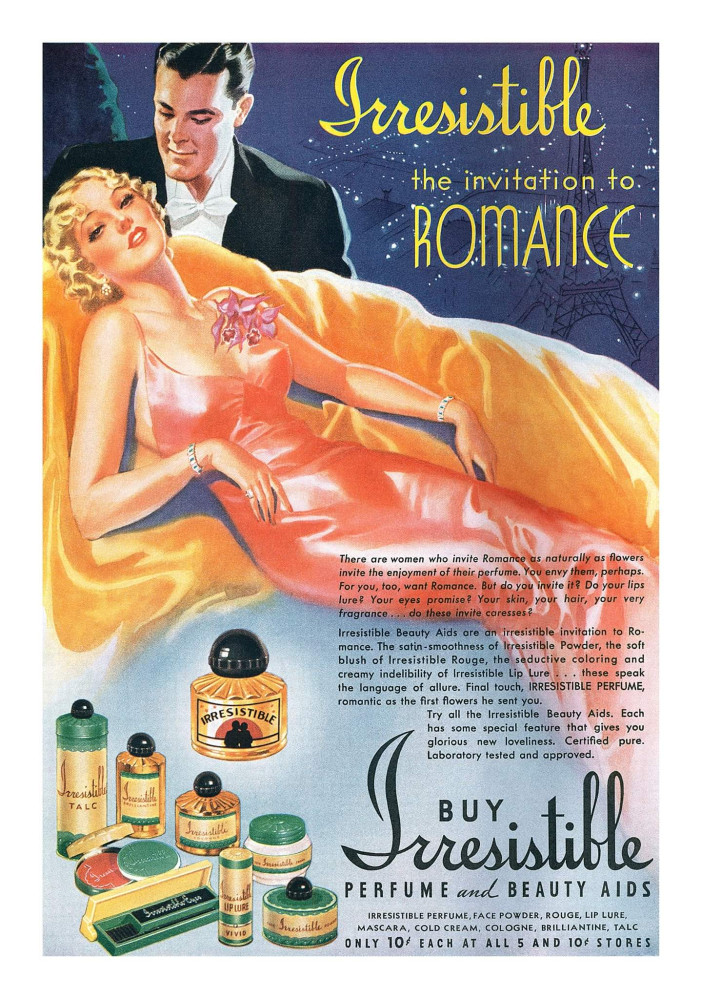 Irresistible
the invitation to
ROMANCE
There are women who invite Romance as naturally as flowers
invite the enjoyment of their perfume. You envy them, perhaps.
For you, too, want Romance. But do you invite it? Do your lips
lure? Your eyes promise? Your skin, your hair, your very
fragrance . . . do these invite caresses?
Irresistible Beauty Aids are an irresistible invitation to Ro-
mance. The satin-smoothness of Irresistible Powder, the soft
blush of Irresistible Rouge, the seductive coloring and
creamy indelibility of Irresistible Lip Lure . . . these speak
the language of allure. Final touch, IRRESISTIBLE PERFUME,
romantic as the first flowers he sent you.
Try all the Irresistible Beauty Aids. Each
has some special feature that gives you
glorious new loveliness. Certified pure.
Laboratory tested and approved.
IRRESISTIBLE
Irresistible
TALC
Irresistible
BRILLIANTINE
Irresistible
Irresistible
LIP LURE
VIVID
Irresistible
BUY
Irresistible
PERFUME and BEAUTY AIDS
IRRESISTIBLE PERFUME, FACE POWDER, ROUGE, LIP LURE,
MASCARA, COLD CREAM, COLOGNE, BRILLIANTINE, TALC
ONLY 10¢ EACH AT ALL 5 AND 10¢ STORES